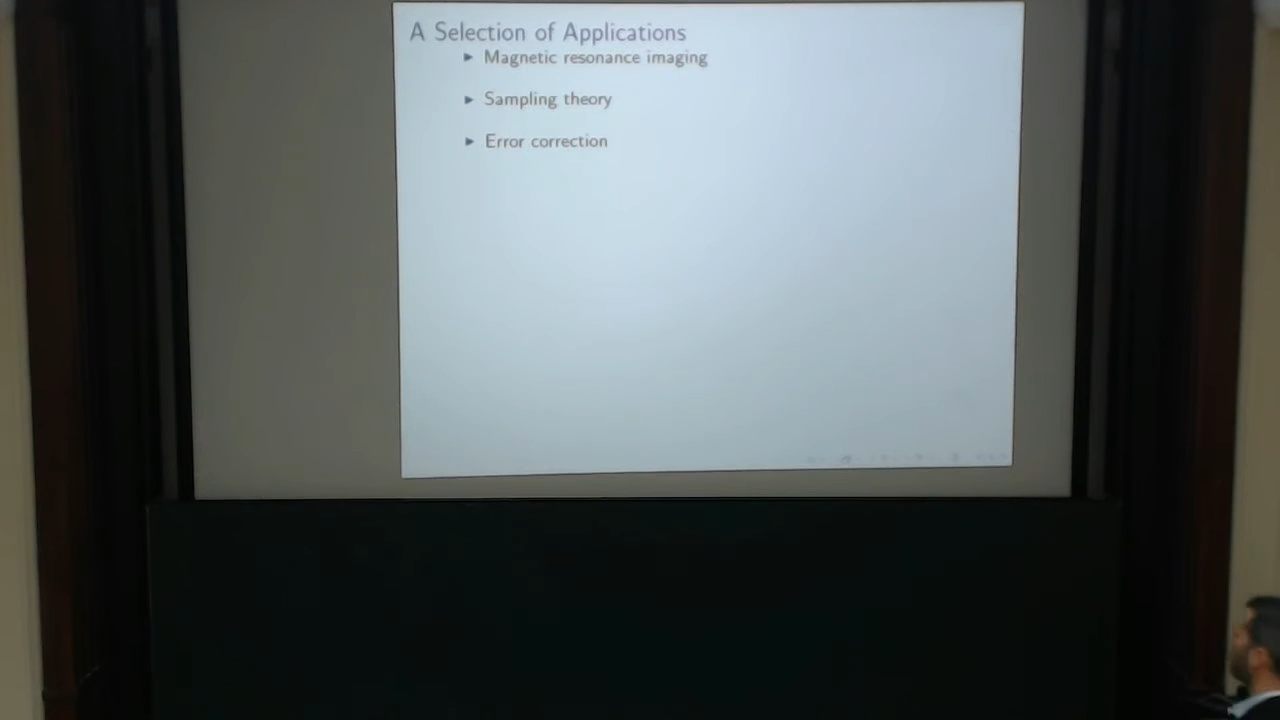 A Selection of Applications
▶ Magnetic resonance imaging
▶ Sampling theory
▶ Error correction